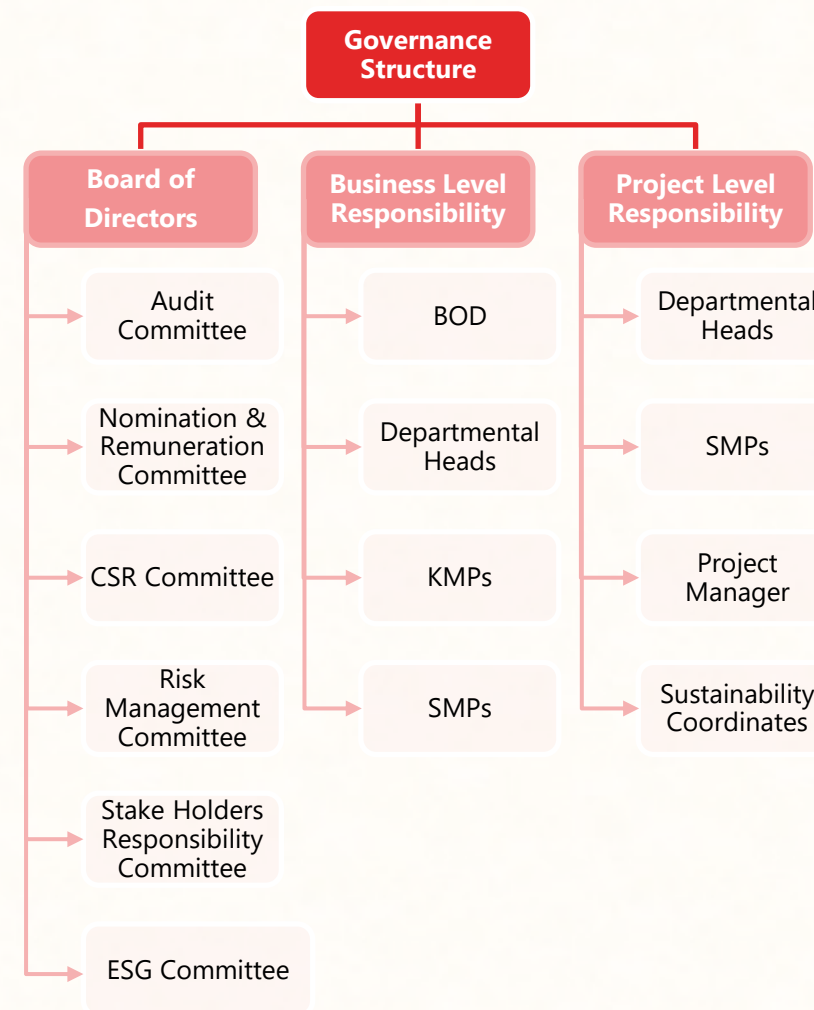 Governance
Structure
Board of
Directors
Audit
Committee
Nomination &
Remuneration
Committee
CSR Committee
Risk
Management
Committee
Stake Holders
Responsibility
Committee
ESG Committee
Business Level
Responsibility
BOD
Departmental
Heads
KMPs
SMPs
Project Level
Responsibility
Departmental
Heads
SMPs
Project
Manager
Sustainability
Coordinates